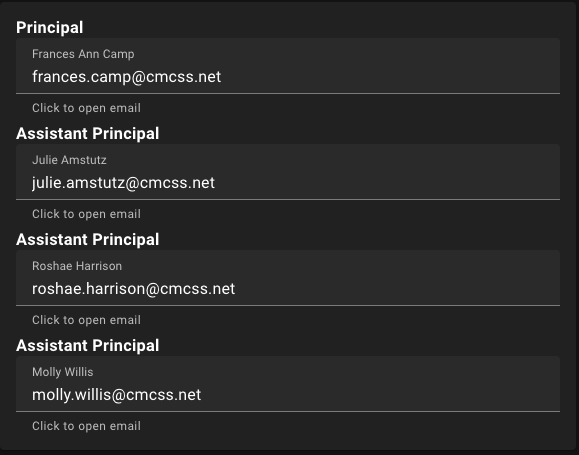 Principal
Frances Ann Camp
frances.camp@cmcss.net
Click to open email
Assistant Principal
Julie Amstutz
julie.amstutz@cmcss.net
Click to open email
Assistant Principal
Roshae Harrison
roshae.harrison@cmcss.net
Click to open email
Assistant Principal
Molly Willis
molly.willis@cmcss.net
Click to open email